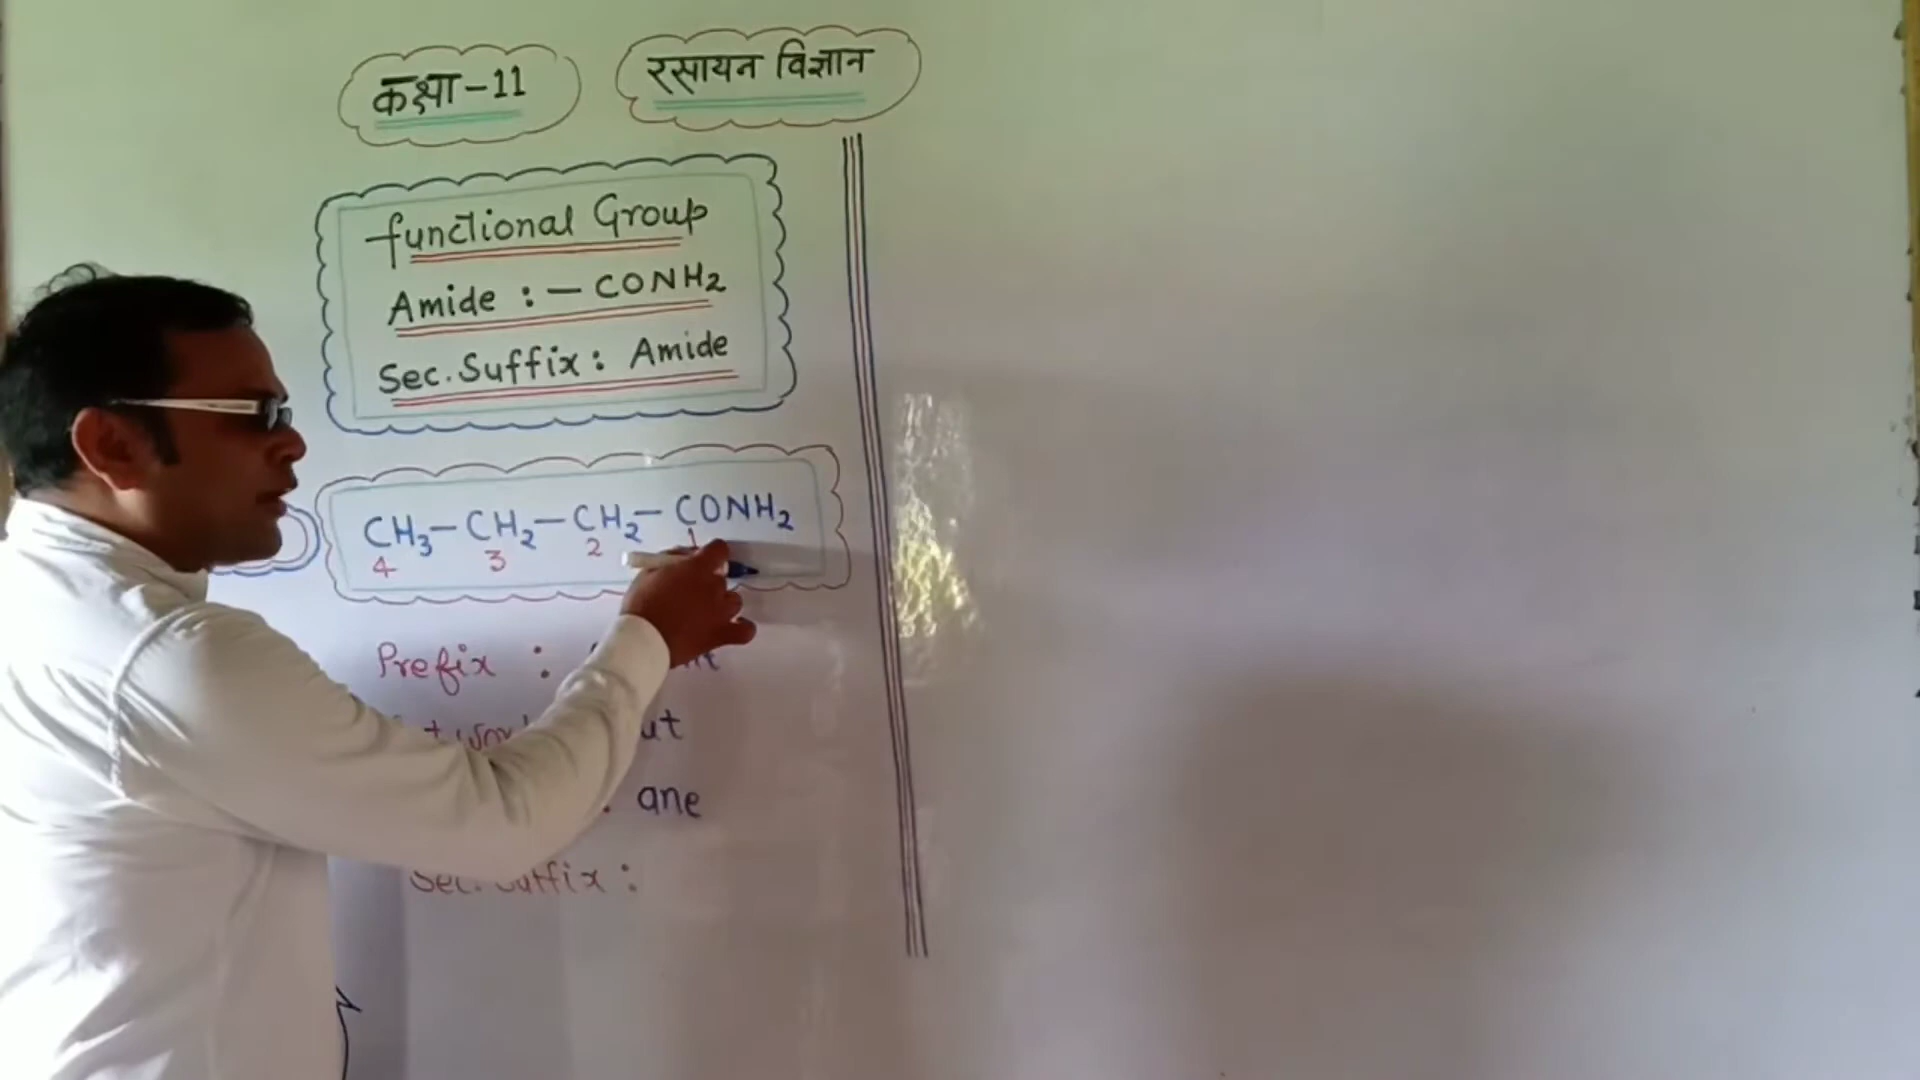 कक्षा-11
रसायन विज्ञान
functional Group
Amide : – CONH2
Sec. Suffix : Amide
CH3 – CH2 – CH2 – CONH2
4 3 2 1
Prefix :
ane
Sec. Suffix :